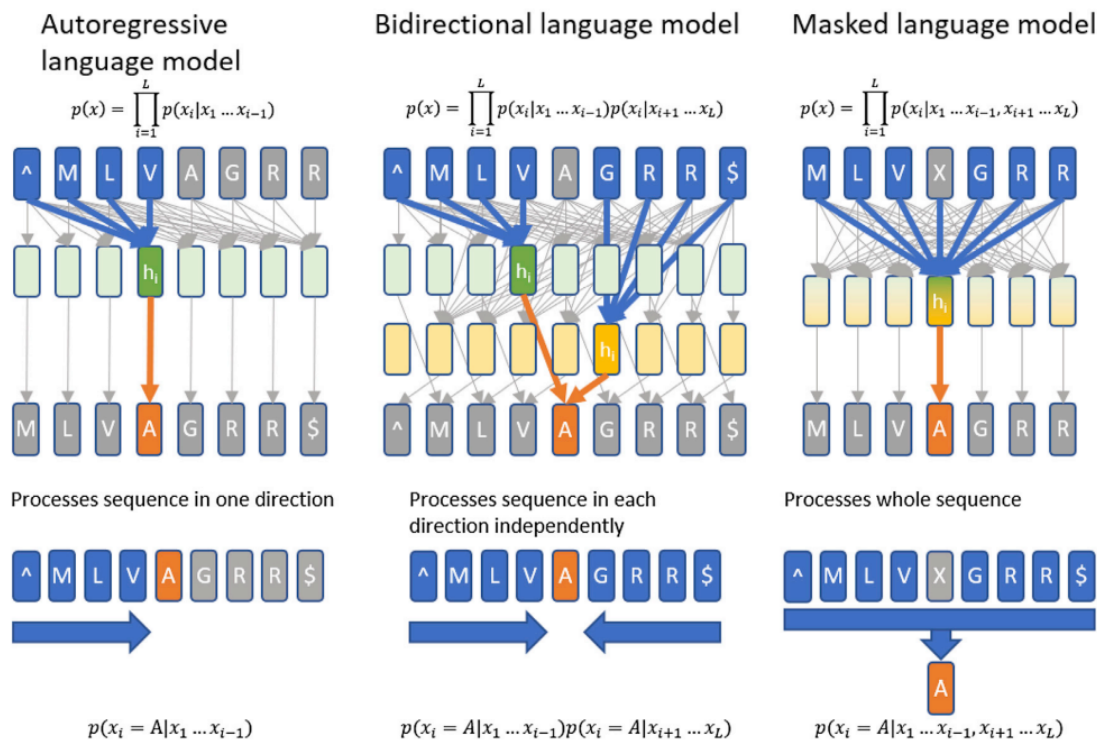 Autoregressive
language model
p(x) = ∏_{i=1}^{L} p(x_i|x_1 … x_{i-1})
^ M L V A G R R
h_i
M L V A G R R $
Processes sequence in one direction
^ M L V A G R R $
p(x_i = A|x_1 … x_{i-1})
Bidirectional language model
p(x) = ∏_{i=1}^{L} p(x_i|x_1 … x_{i-1})p(x_i|x_{i+1} … x_L)
^ M L V A G R R $
h_i
h_i
^ M L V A G R R $
Processes sequence in each
direction independently
^ M L V A G R R $
p(x_i = A|x_1 … x_{i-1})p(x_i = A|x_{i+1} … x_L)
Masked language model
p(x) = ∏_{i=1}^{L} p(x_i|x_1 … x_{i-1}, x_{i+1} … x_L)
M L V X G R R
h_i
M L V A G R R
Processes whole sequence
^ M L V X G R R $
A
p(x_i = A|x_1 … x_{i-1}, x_{i+1} … x_L)